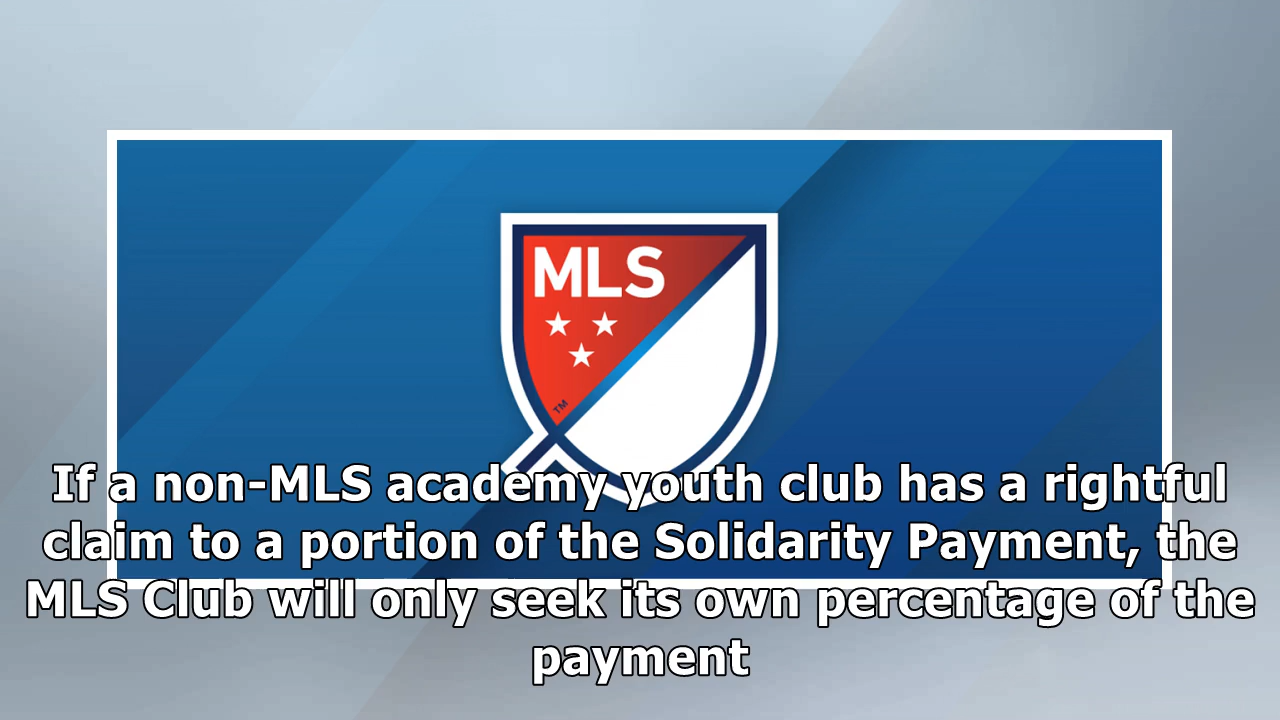 MLS
TM
If a non-MLS academy youth club has a rightful
claim to a portion of the Solidarity Payment, the
MLS Club will only seek its own percentage of the
payment